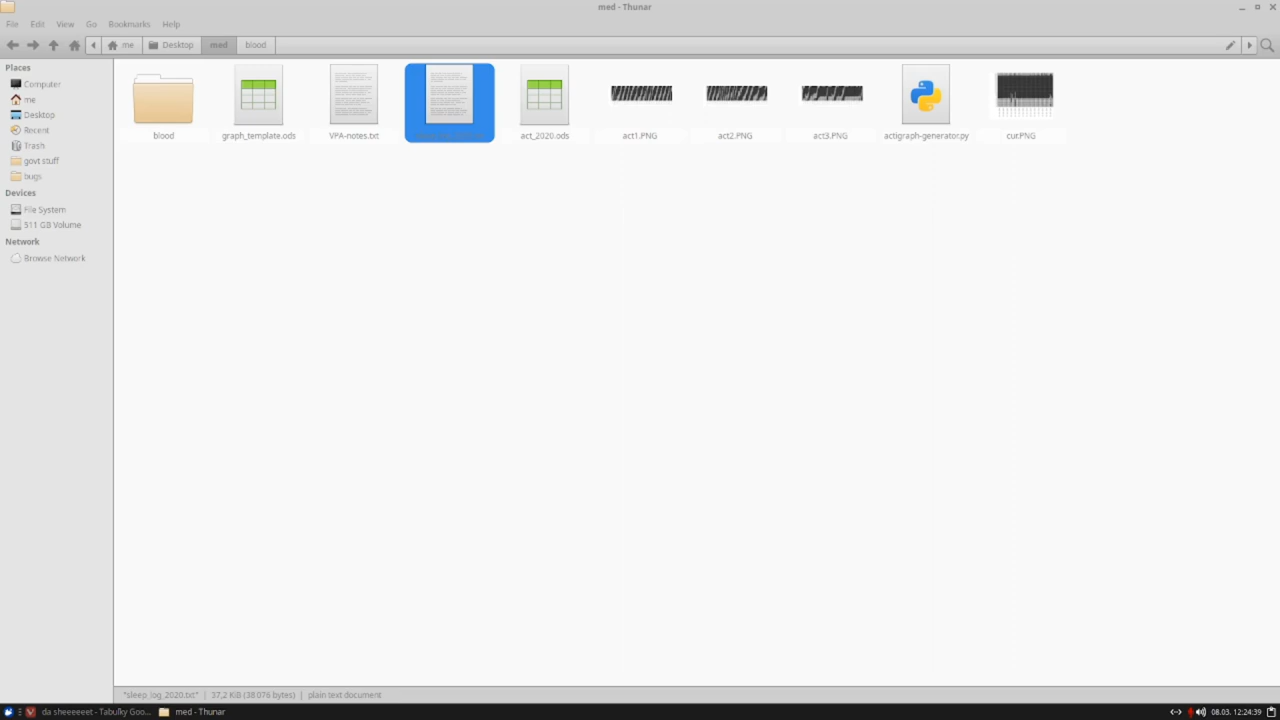 med - Thunar
File Edit View Go Bookmarks Help
me Desktop med blood
Places
Computer
me
Desktop
Recent
Trash
govt stuff
bugs
Devices
File System
511 GB Volume
Network
Browse Network
blood graph_template.ods VPA-notes.txt act_2020.ods act1.PNG act2.PNG act3.PNG actigraph-generator.py cur.PNG
"sleep_log_2020.txt" | 37,2 KiB (38 076 bytes) | plain text document
da sheeeeeet - Tabuľky Goo... med - Thunar 08.03. 12:24:39